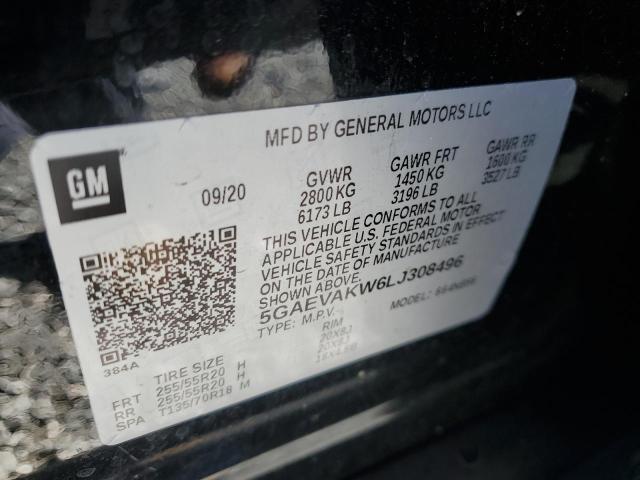 MFD BY GENERAL MOTORS LLC
GM
09/20
GVWR
2800 KG
6173 LB
GAWR FRT
1450 KG
3196 LB
GAWR RR
1600 KG
3527 LB
THIS VEHICLE CONFORMS TO ALL
APPLICABLE U.S. FEDERAL MOTOR
VEHICLE SAFETY STANDARDS IN EFFECT
ON THE DATE OF MANUFACTURE
SHOWN ABOVE.
5GAEVAKW6LJ308496
TYPE: M.P.V. MODEL:
384A
TIRE SIZE RIM
FRT 255/55R20 H 20X8J
RR 255/55R20 H 20X8J
SPA T135/70R18 M